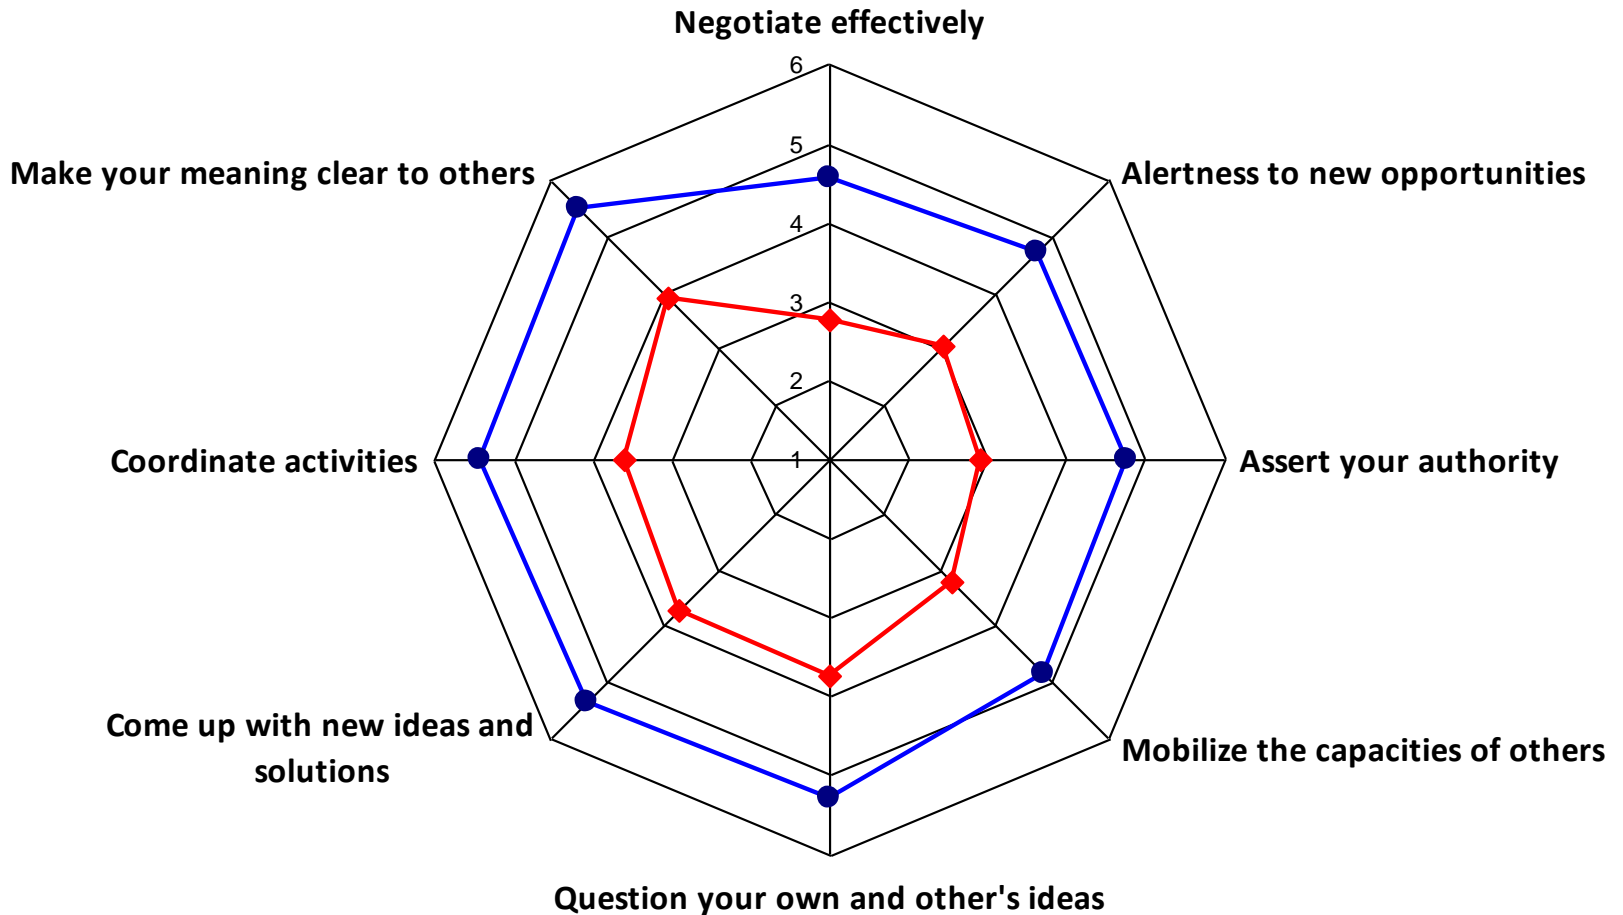 Negotiate effectively
6
5
Make your meaning clear to others
Alertness to new opportunities
4
3
2
1
Coordinate activities
Assert your authority
Come up with new ideas and
solutions
Mobilize the capacities of others
Question your own and other's ideas